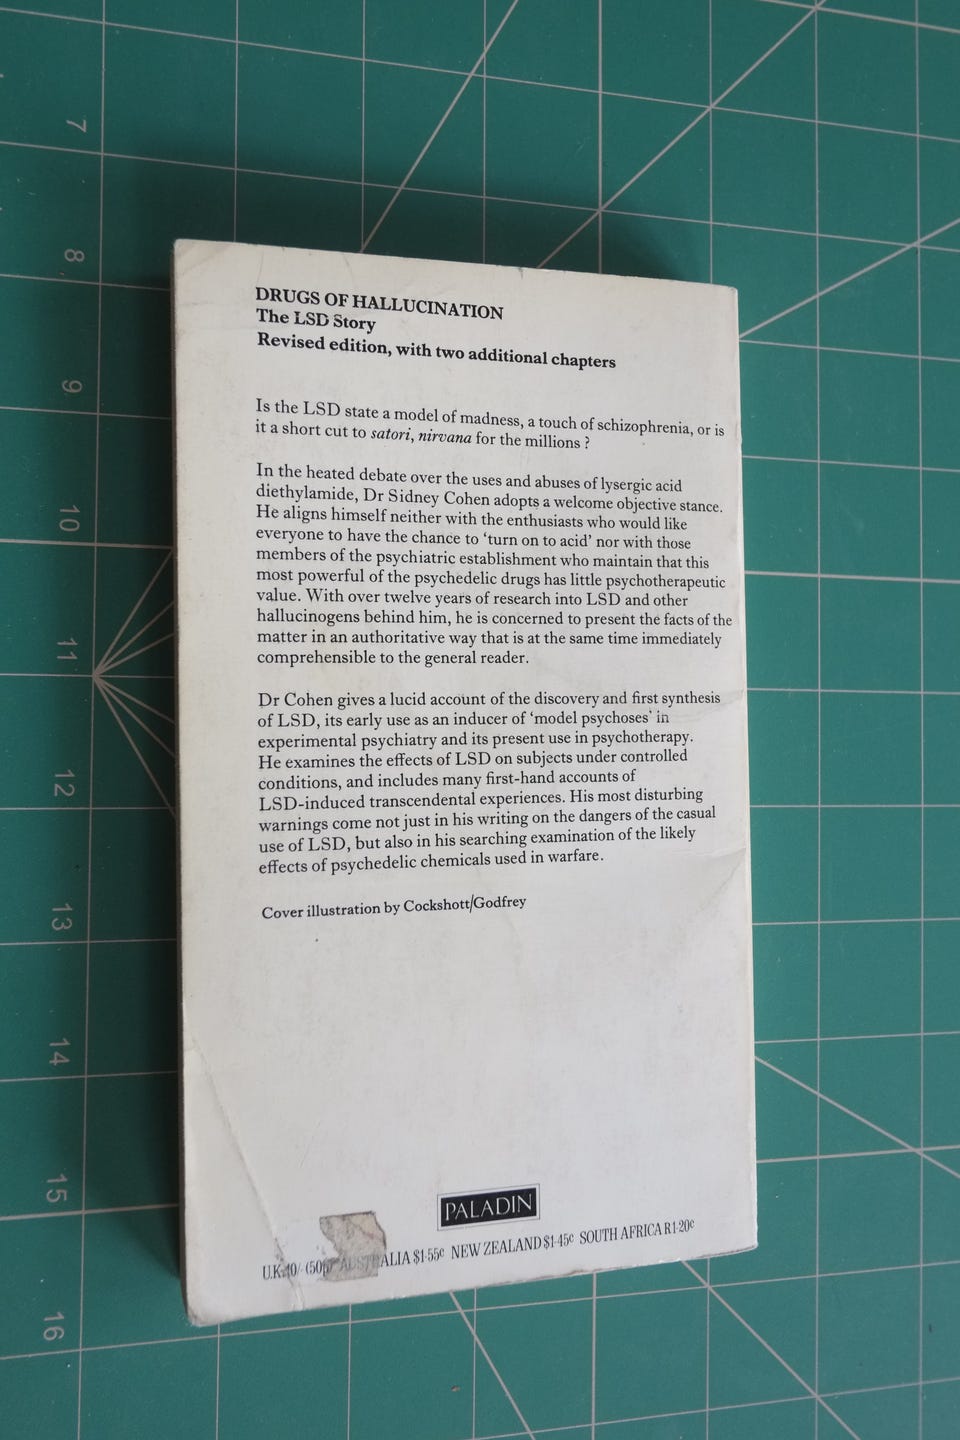 7
8
9
10
11
12
13
14
15
16
DRUGS OF HALLUCINATION
The LSD Story
Revised edition, with two additional chapters
Is the LSD state a model of madness, a touch of schizophrenia, or is
it a short cut to satori, nirvana for the millions ?
In the heated debate over the uses and abuses of lysergic acid
diethylamide, Dr Sidney Cohen adopts a welcome objective stance.
He aligns himself neither with the enthusiasts who would like
everyone to have the chance to ‘turn on to acid’ nor with those
members of the psychiatric establishment who maintain that this
most powerful of the psychedelic drugs has little psychotherapeutic
value. With over twelve years of research into LSD and other
hallucinogens behind him, he is concerned to present the facts of the
matter in an authoritative way that is at the same time immediately
comprehensible to the general reader.
Dr Cohen gives a lucid account of the discovery and first synthesis
of LSD, its early use as an inducer of ‘model psychoses’ in
experimental psychiatry and its present use in psychotherapy.
He examines the effects of LSD on subjects under controlled
conditions, and includes many first-hand accounts of
LSD-induced transcendental experiences. His most disturbing
warnings come not just in his writing on the dangers of the casual
use of LSD, but also in his searching examination of the likely
effects of psychedelic chemicals used in warfare.
Cover illustration by Cockshott/Godfrey
PALADIN
U.K. 10/- (50p) AUSTRALIA $1·55c NEW ZEALAND $1·45c SOUTH AFRICA R1·20c